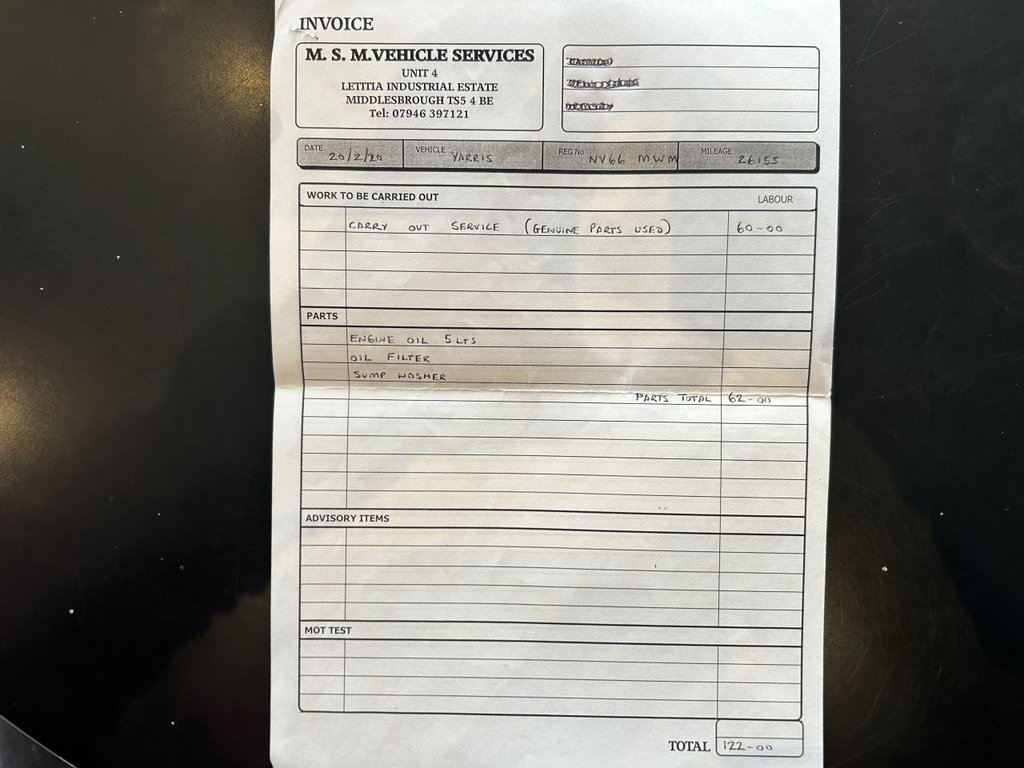 INVOICE
M. S. M.VEHICLE SERVICES
UNIT 4
LETITIA INDUSTRIAL ESTATE
MIDDLESBROUGH TS5 4 BE
Tel: 07946 397121
DATE 20/2/20 VEHICLE YARRIS REG No NV66 MWM MILEAGE 26155
WORK TO BE CARRIED OUT LABOUR
CARRY OUT SERVICE (GENUINE PARTS USED) 60-00
PARTS
ENGINE OIL 5 LTS
OIL FILTER
SUMP WASHER
PARTS TOTAL 62-00
ADVISORY ITEMS
MOT TEST
TOTAL 122-00